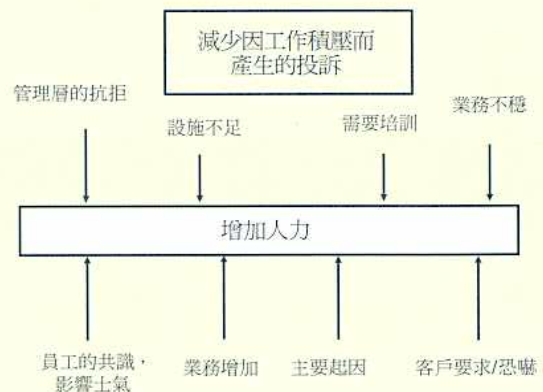 減少因工作積壓而
產生的投訴
管理層的抗拒
設施不足
需要培訓
業務不穩
增加人力
員工的共識，
影響士氣
業務增加
主要起因
客戶要求/恐嚇